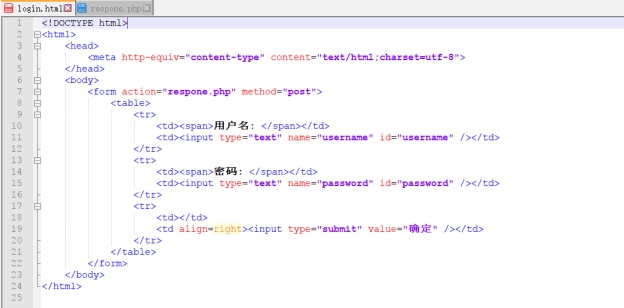 login.html respone.php
1 <!DOCTYPE html>
2 <html>
3 <head>
4 <meta http-equiv="content-type" content="text/html;charset=utf-8">
5 </head>
6 <body>
7 <form action="respone.php" method="post">
8 <table>
9 <tr>
10 <td><span>用户名：</span></td>
11 <td><input type="text" name="username" id="username" /></td>
12 </tr>
13 <tr>
14 <td><span>密码：</span></td>
15 <td><input type="text" name="password" id="password" /></td>
16 </tr>
17 <tr>
18 <td></td>
19 <td align=right><input type="submit" value="确定" /></td>
20 </tr>
21 </table>
22 </form>
23 </body>
24 </html>
25